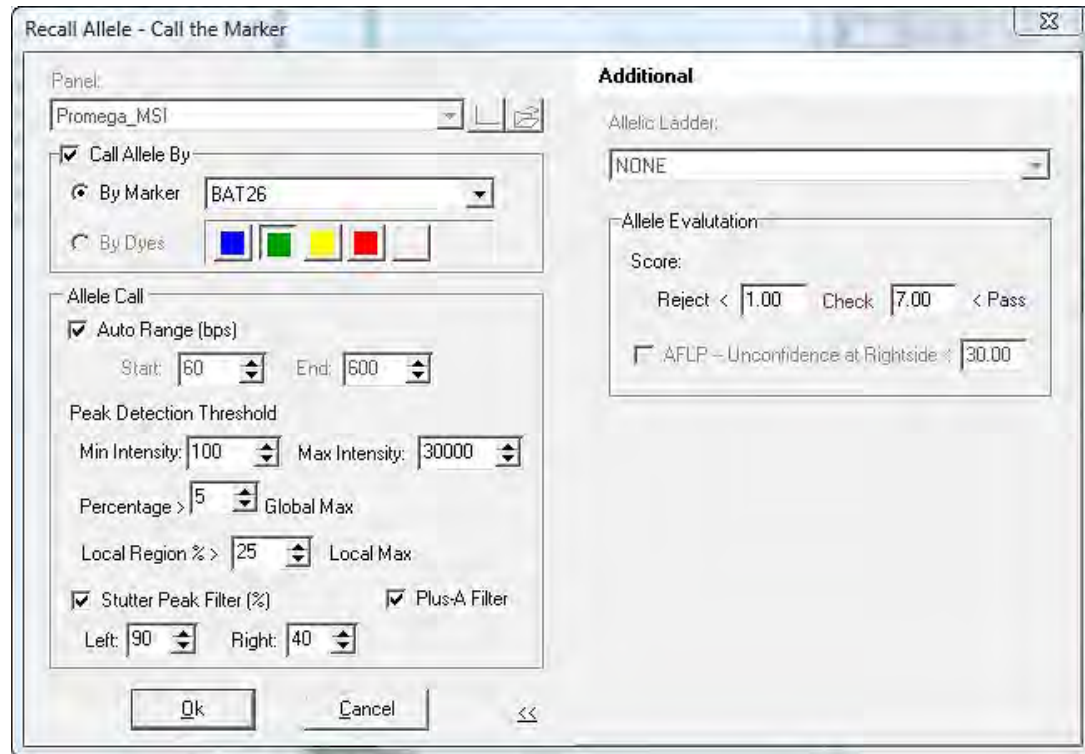 Recall Allele - Call the Marker
Panel:
Promega_MSI
Call Allele By
By Marker BAT26
By Dyes
Allele Call
Auto Range (bps)
Start: 60 End: 600
Peak Detection Threshold
Min Intensity: 100 Max Intensity: 30000
Percentage > 5 Global Max
Local Region % > 25 Local Max
Stutter Peak Filter (%) Plus-A Filter
Left: 90 Right: 40
Ok Cancel <<
Additional
Allelic Ladder:
NONE
Allele Evalutation
Score:
Reject < 1.00 Check 7.00 < Pass
AFLP - Unconfidence at Rightside < 30.00